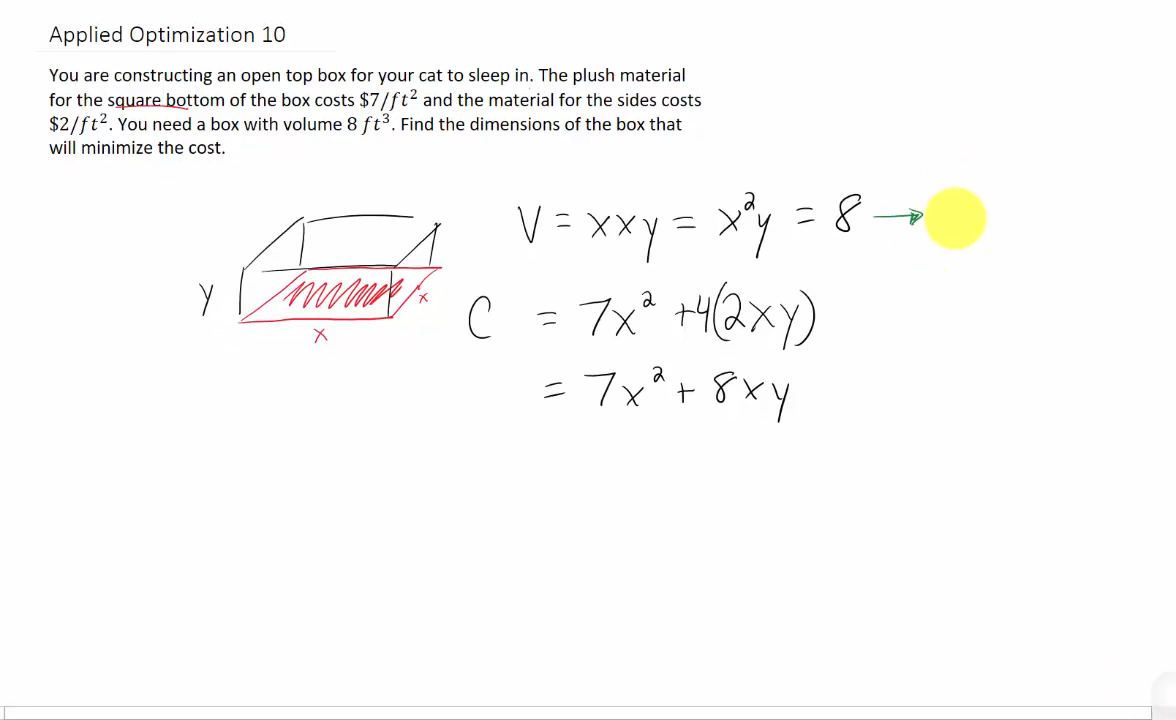 Applied Optimization 10
You are constructing an open top box for your cat to sleep in. The plush material
for the square bottom of the box costs $7/ft² and the material for the sides costs
$2/ft². You need a box with volume 8 ft³. Find the dimensions of the box that
will minimize the cost.
V = xxy = x²y = 8 →
y
x
x
C = 7x² + 4(2xy)
= 7x² + 8xy